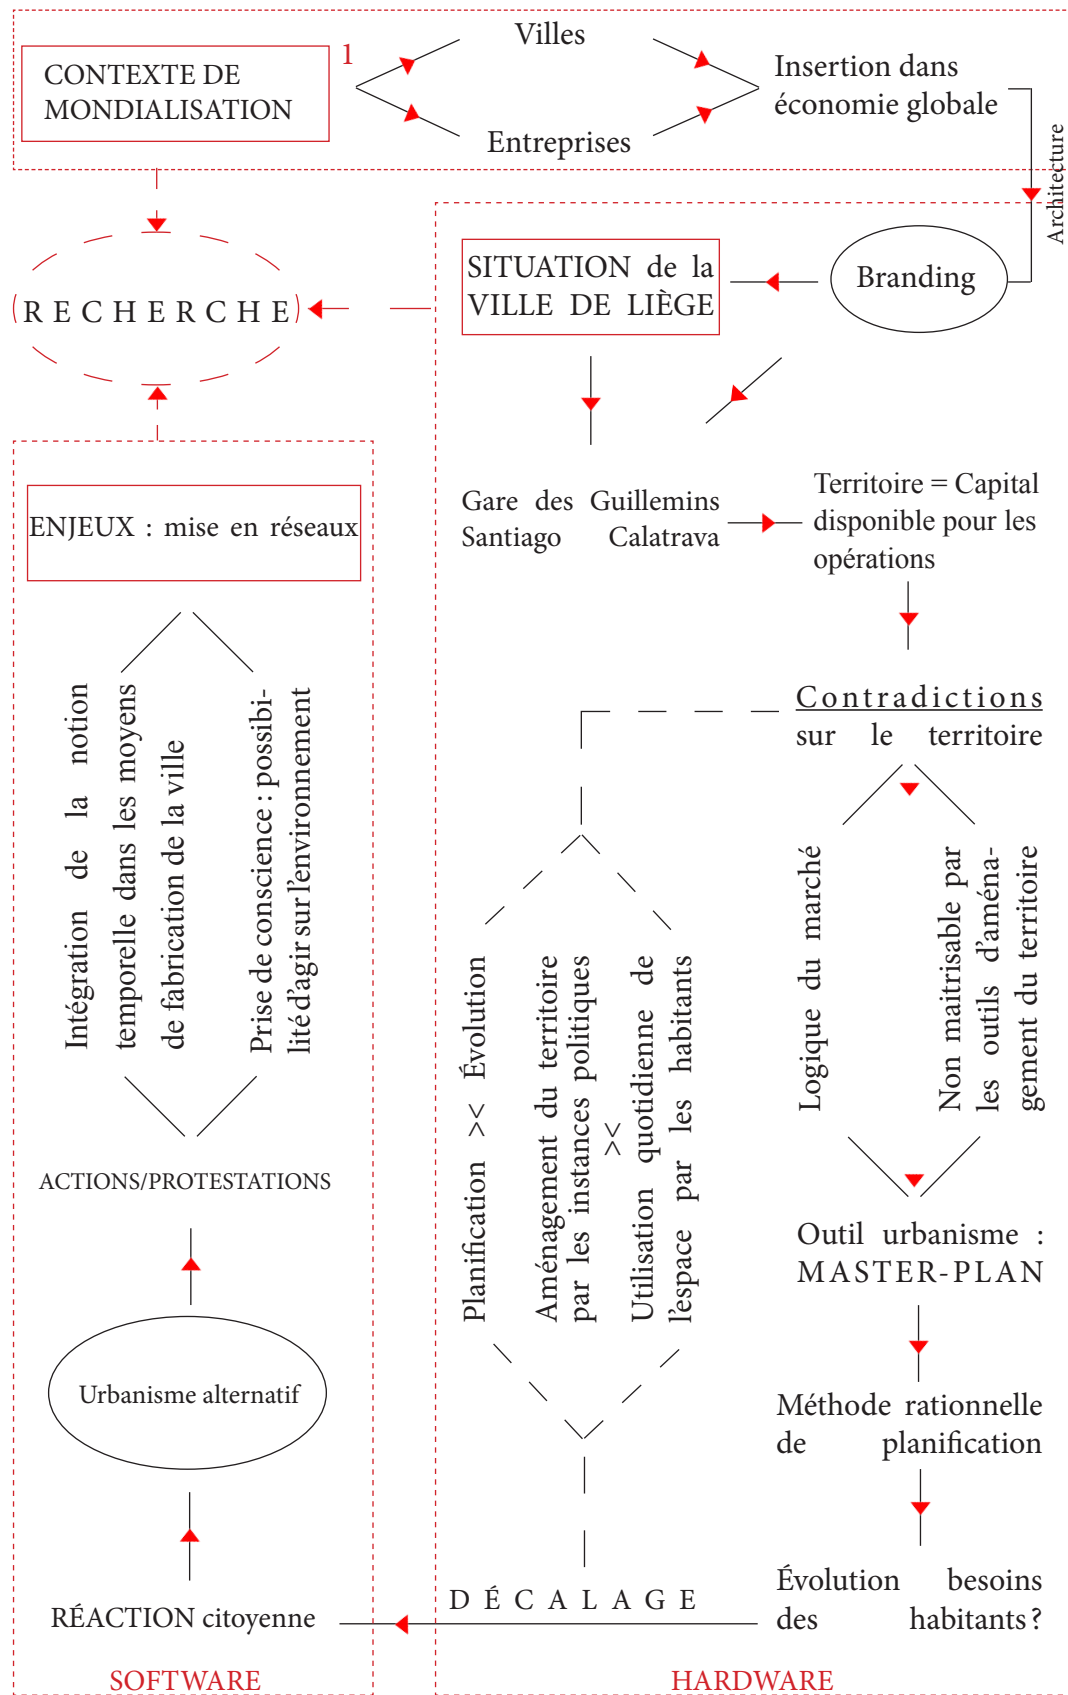 CONTEXTE DE
MONDIALISATION
1
Villes
Entreprises
Insertion dans
économie globale
Architecture
Branding
SITUATION de la
VILLE DE LIÈGE
RECHERCHE
Gare des Guillemins
Santiago Calatrava
Territoire = Capital
disponible pour les
opérations
Contradictions
sur le territoire
Logique du marché
Non maitrisable par
les outils d'aména-
gement du territoire
Planification >< Évolution
Aménagement du territoire
par les instances politiques
><
Utilisation quotidienne de
l'espace par les habitants
Outil urbanisme :
MASTER-PLAN
Méthode rationnelle
de planification
Évolution besoins
des habitants ?
DÉCALAGE
HARDWARE
ENJEUX : mise en réseaux
Intégration de la notion
temporelle dans les moyens
de fabrication de la ville
Prise de conscience : possibi-
lité d'agir sur l'environnement
ACTIONS/PROTESTATIONS
Urbanisme alternatif
RÉACTION citoyenne
SOFTWARE